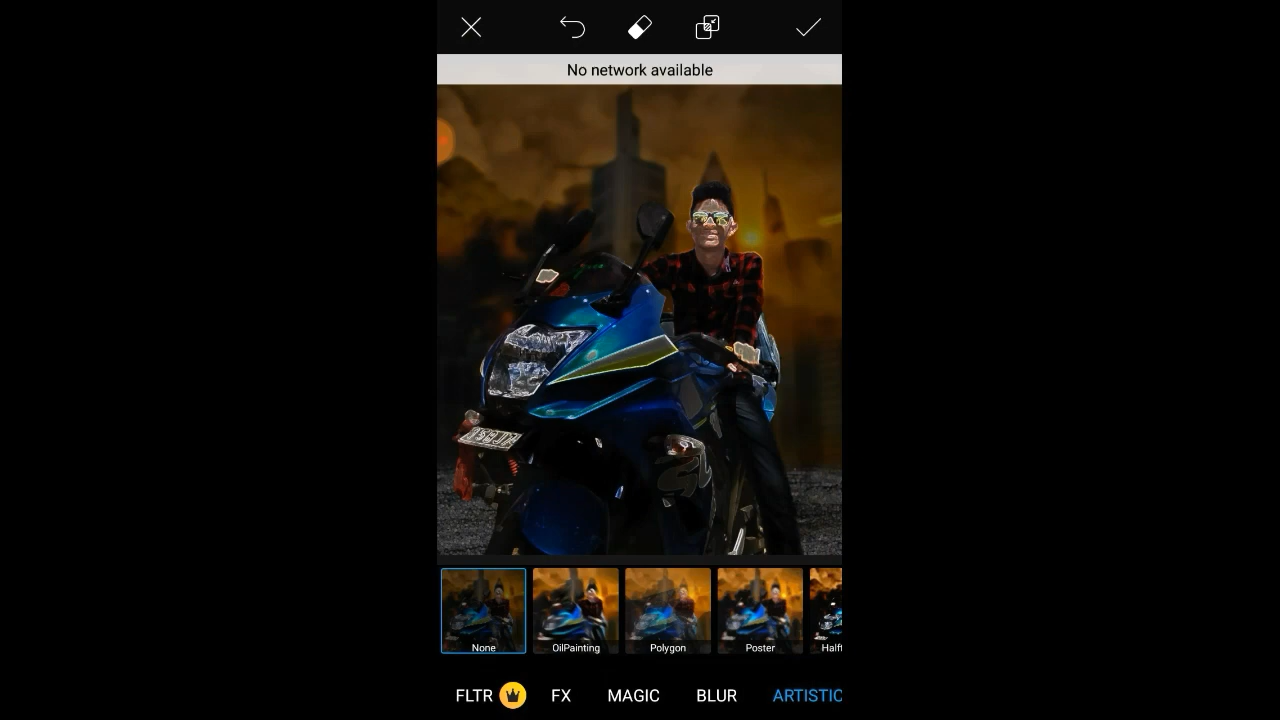 No network available
None
OilPainting
Polygon
Poster
FLTR
FX
MAGIC
BLUR
ARTISTIC